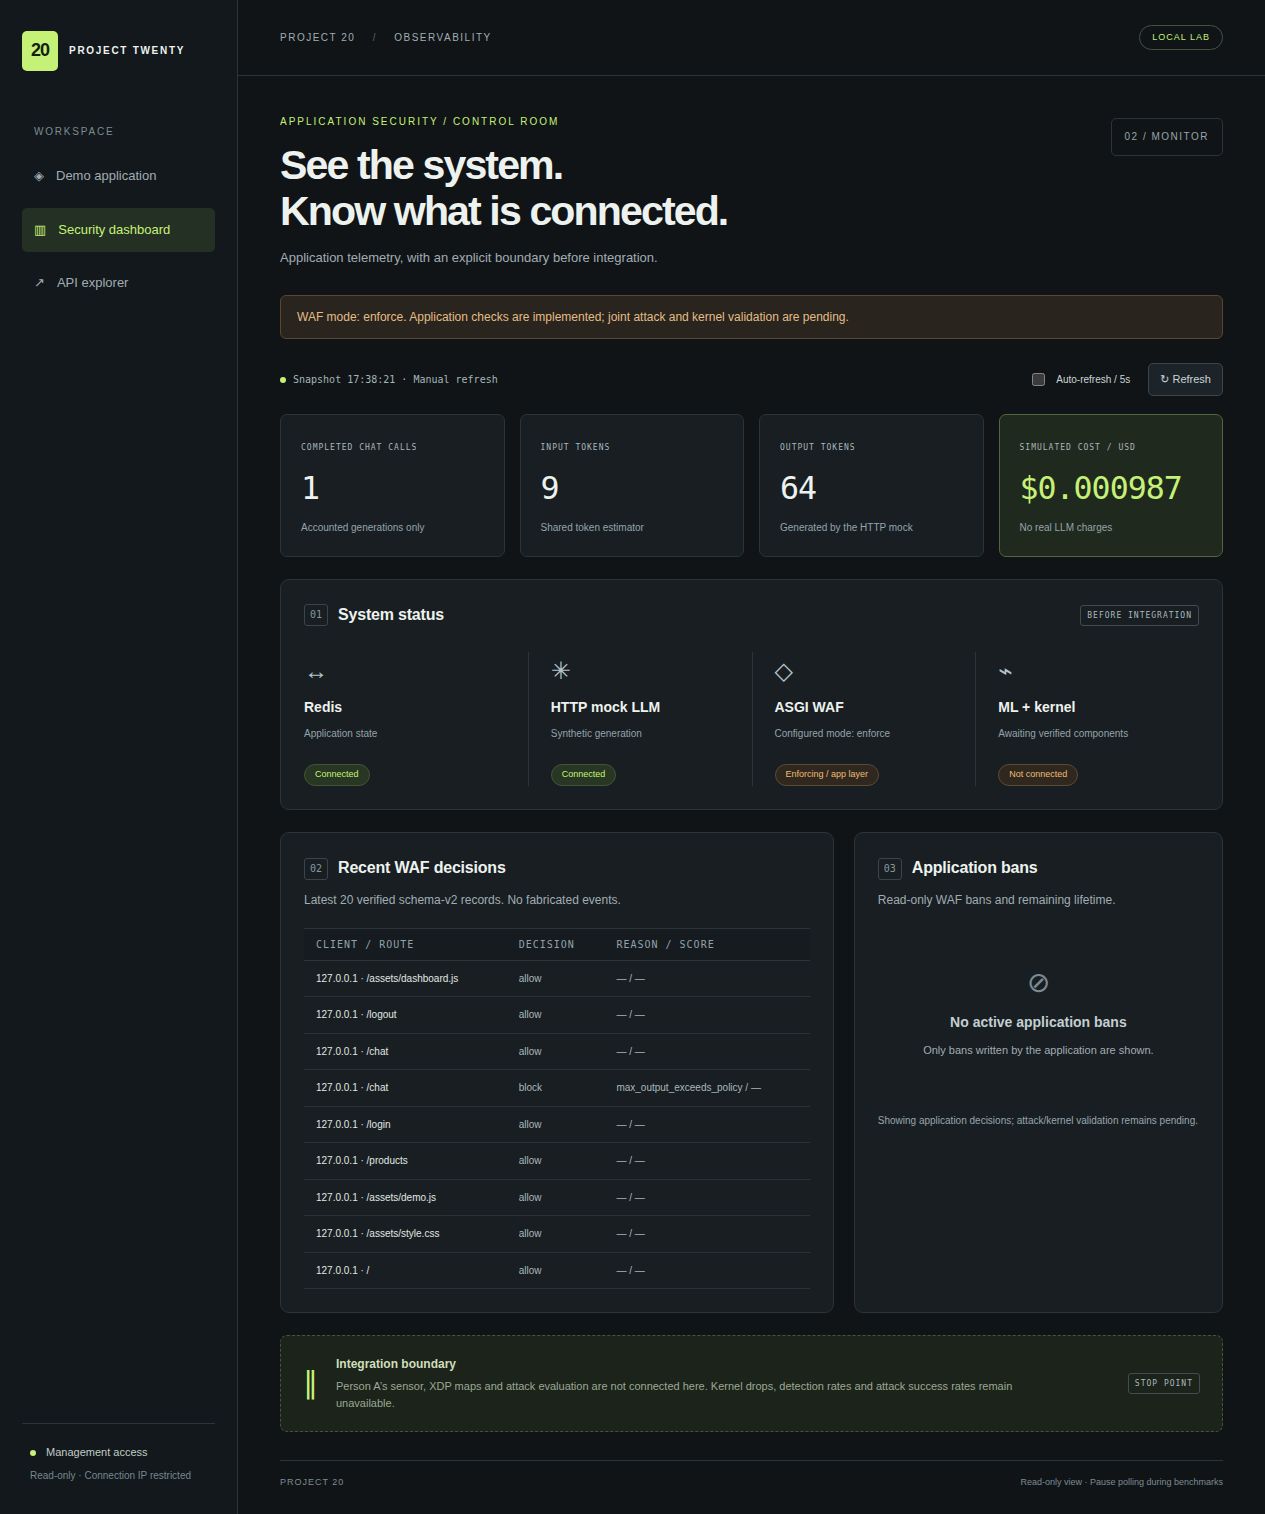 20 PROJECT TWENTY
WORKSPACE
◈ Demo application
▥ Security dashboard
↗ API explorer
Management access
Read-only · Connection IP restricted
PROJECT 20 / OBSERVABILITY
LOCAL LAB
APPLICATION SECURITY / CONTROL ROOM
02 / MONITOR
See the system.
Know what is connected.
Application telemetry, with an explicit boundary before integration.
WAF mode: enforce. Application checks are implemented; joint attack and kernel validation are pending.
Snapshot 17:38:21 · Manual refresh
Auto-refresh / 5s
↻ Refresh
COMPLETED CHAT CALLS
1
Accounted generations only
INPUT TOKENS
9
Shared token estimator
OUTPUT TOKENS
64
Generated by the HTTP mock
SIMULATED COST / USD
$0.000987
No real LLM charges
01 System status
BEFORE INTEGRATION
↔
Redis
Application state
Connected
✳
HTTP mock LLM
Synthetic generation
Connected
◇
ASGI WAF
Configured mode: enforce
Enforcing / app layer
⌁
ML + kernel
Awaiting verified components
Not connected
02 Recent WAF decisions
Latest 20 verified schema-v2 records. No fabricated events.
CLIENT / ROUTE DECISION REASON / SCORE
127.0.0.1 · /assets/dashboard.js allow — / —
127.0.0.1 · /logout allow — / —
127.0.0.1 · /chat allow — / —
127.0.0.1 · /chat block max_output_exceeds_policy / —
127.0.0.1 · /login allow — / —
127.0.0.1 · /products allow — / —
127.0.0.1 · /assets/demo.js allow — / —
127.0.0.1 · /assets/style.css allow — / —
127.0.0.1 · / allow — / —
03 Application bans
Read-only WAF bans and remaining lifetime.
⊘
No active application bans
Only bans written by the application are shown.
Showing application decisions; attack/kernel validation remains pending.
Integration boundary
Person A's sensor, XDP maps and attack evaluation are not connected here. Kernel drops, detection rates and attack success rates remain
unavailable.
STOP POINT
PROJECT 20
Read-only view · Pause polling during benchmarks